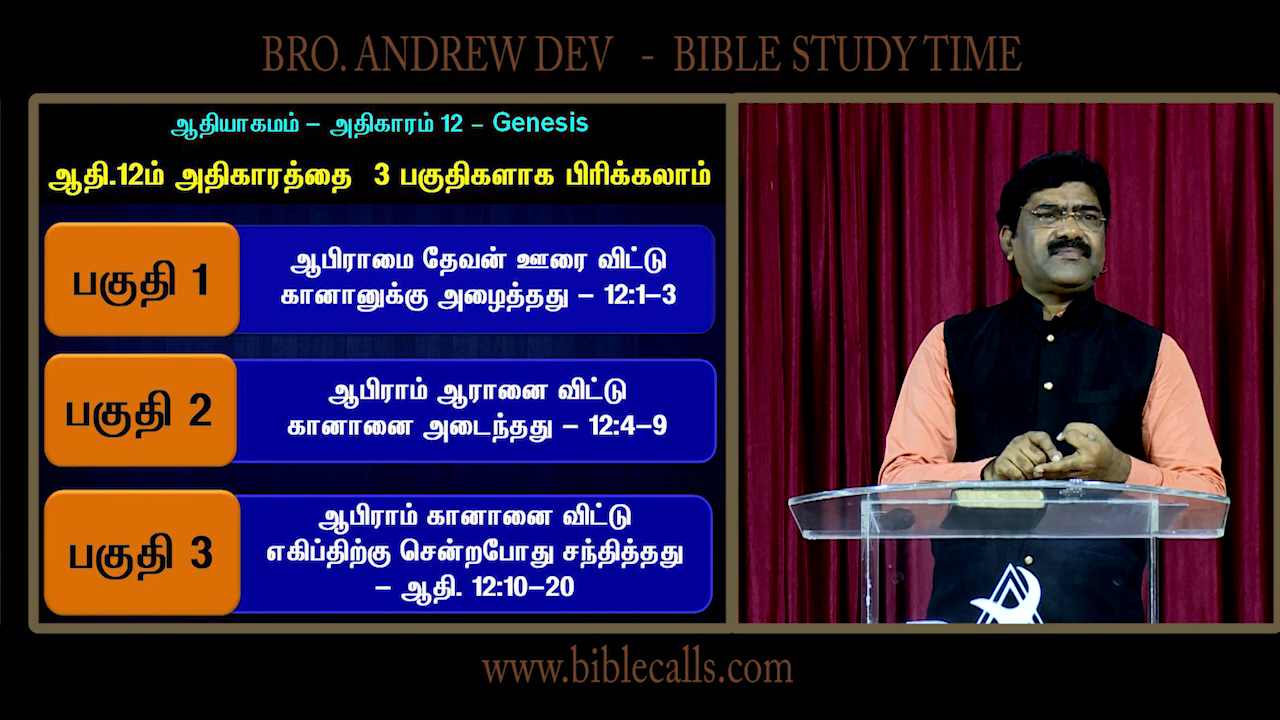 BRO. ANDREW DEV - BIBLE STUDY TIME
ஆதியாகமம் – அதிகாரம் 12 – Genesis
ஆதி.12ம் அதிகாரத்தை 3 பகுதிகளாக பிரிக்கலாம்
பகுதி 1
ஆபிராமை தேவன் ஊரை விட்டு
கானானுக்கு அழைத்தது – 12:1–3
பகுதி 2
ஆபிராம் ஆரானை விட்டு
கானானை அடைந்தது – 12:4–9
பகுதி 3
ஆபிராம் கானானை விட்டு
எகிப்திற்கு சென்றபோது சந்தித்தது
– ஆதி. 12:10–20
www.biblecalls.com